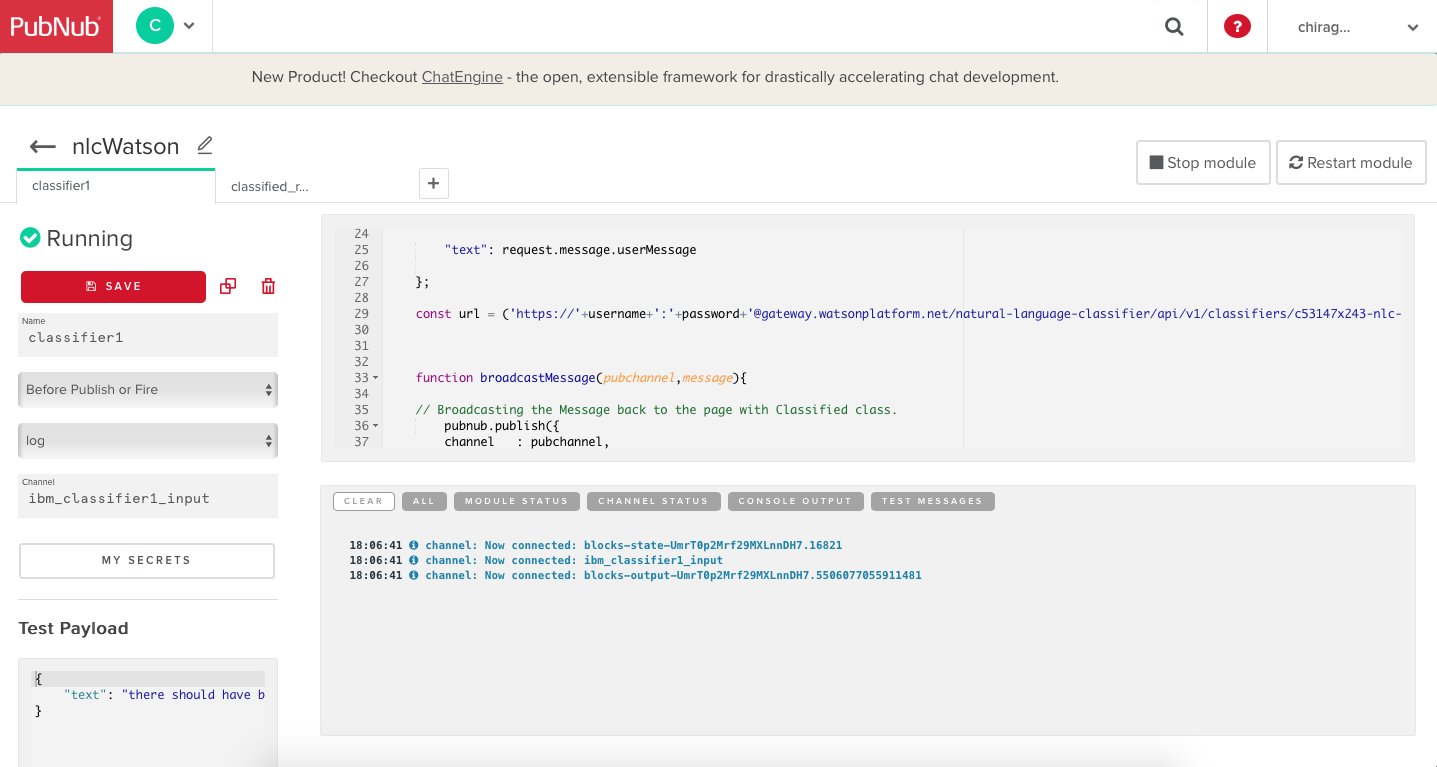 PubNub
C
?
chirag...
New Product! Checkout ChatEngine - the open, extensible framework for drastically accelerating chat development.
nlcWatson
Stop module
Restart module
classifier1
classified_r...
+
Running
SAVE
Name
classifier1
Before Publish or Fire
log
Channel
ibm_classifier1_input
MY SECRETS
Test Payload
{
"text": "there should have b
}
24
25 "text": request.message.userMessage
26
27 };
28
29 const url = ('https://'+username+':'+password+'@gateway.watsonplatform.net/natural-language-classifier/api/v1/classifiers/c53147x243-nlc-
30
31
32
33 function broadcastMessage(pubchannel,message){
34
35 // Broadcasting the Message back to the page with Classified class.
36 pubnub.publish({
37 channel : pubchannel,
CLEAR ALL MODULE STATUS CHANNEL STATUS CONSOLE OUTPUT TEST MESSAGES
18:06:41 channel: Now connected: blocks-state-UmrT0p2Mrf29MXLnnDH7.16821
18:06:41 channel: Now connected: ibm_classifier1_input
18:06:41 channel: Now connected: blocks-output-UmrT0p2Mrf29MXLnnDH7.5506077055911481